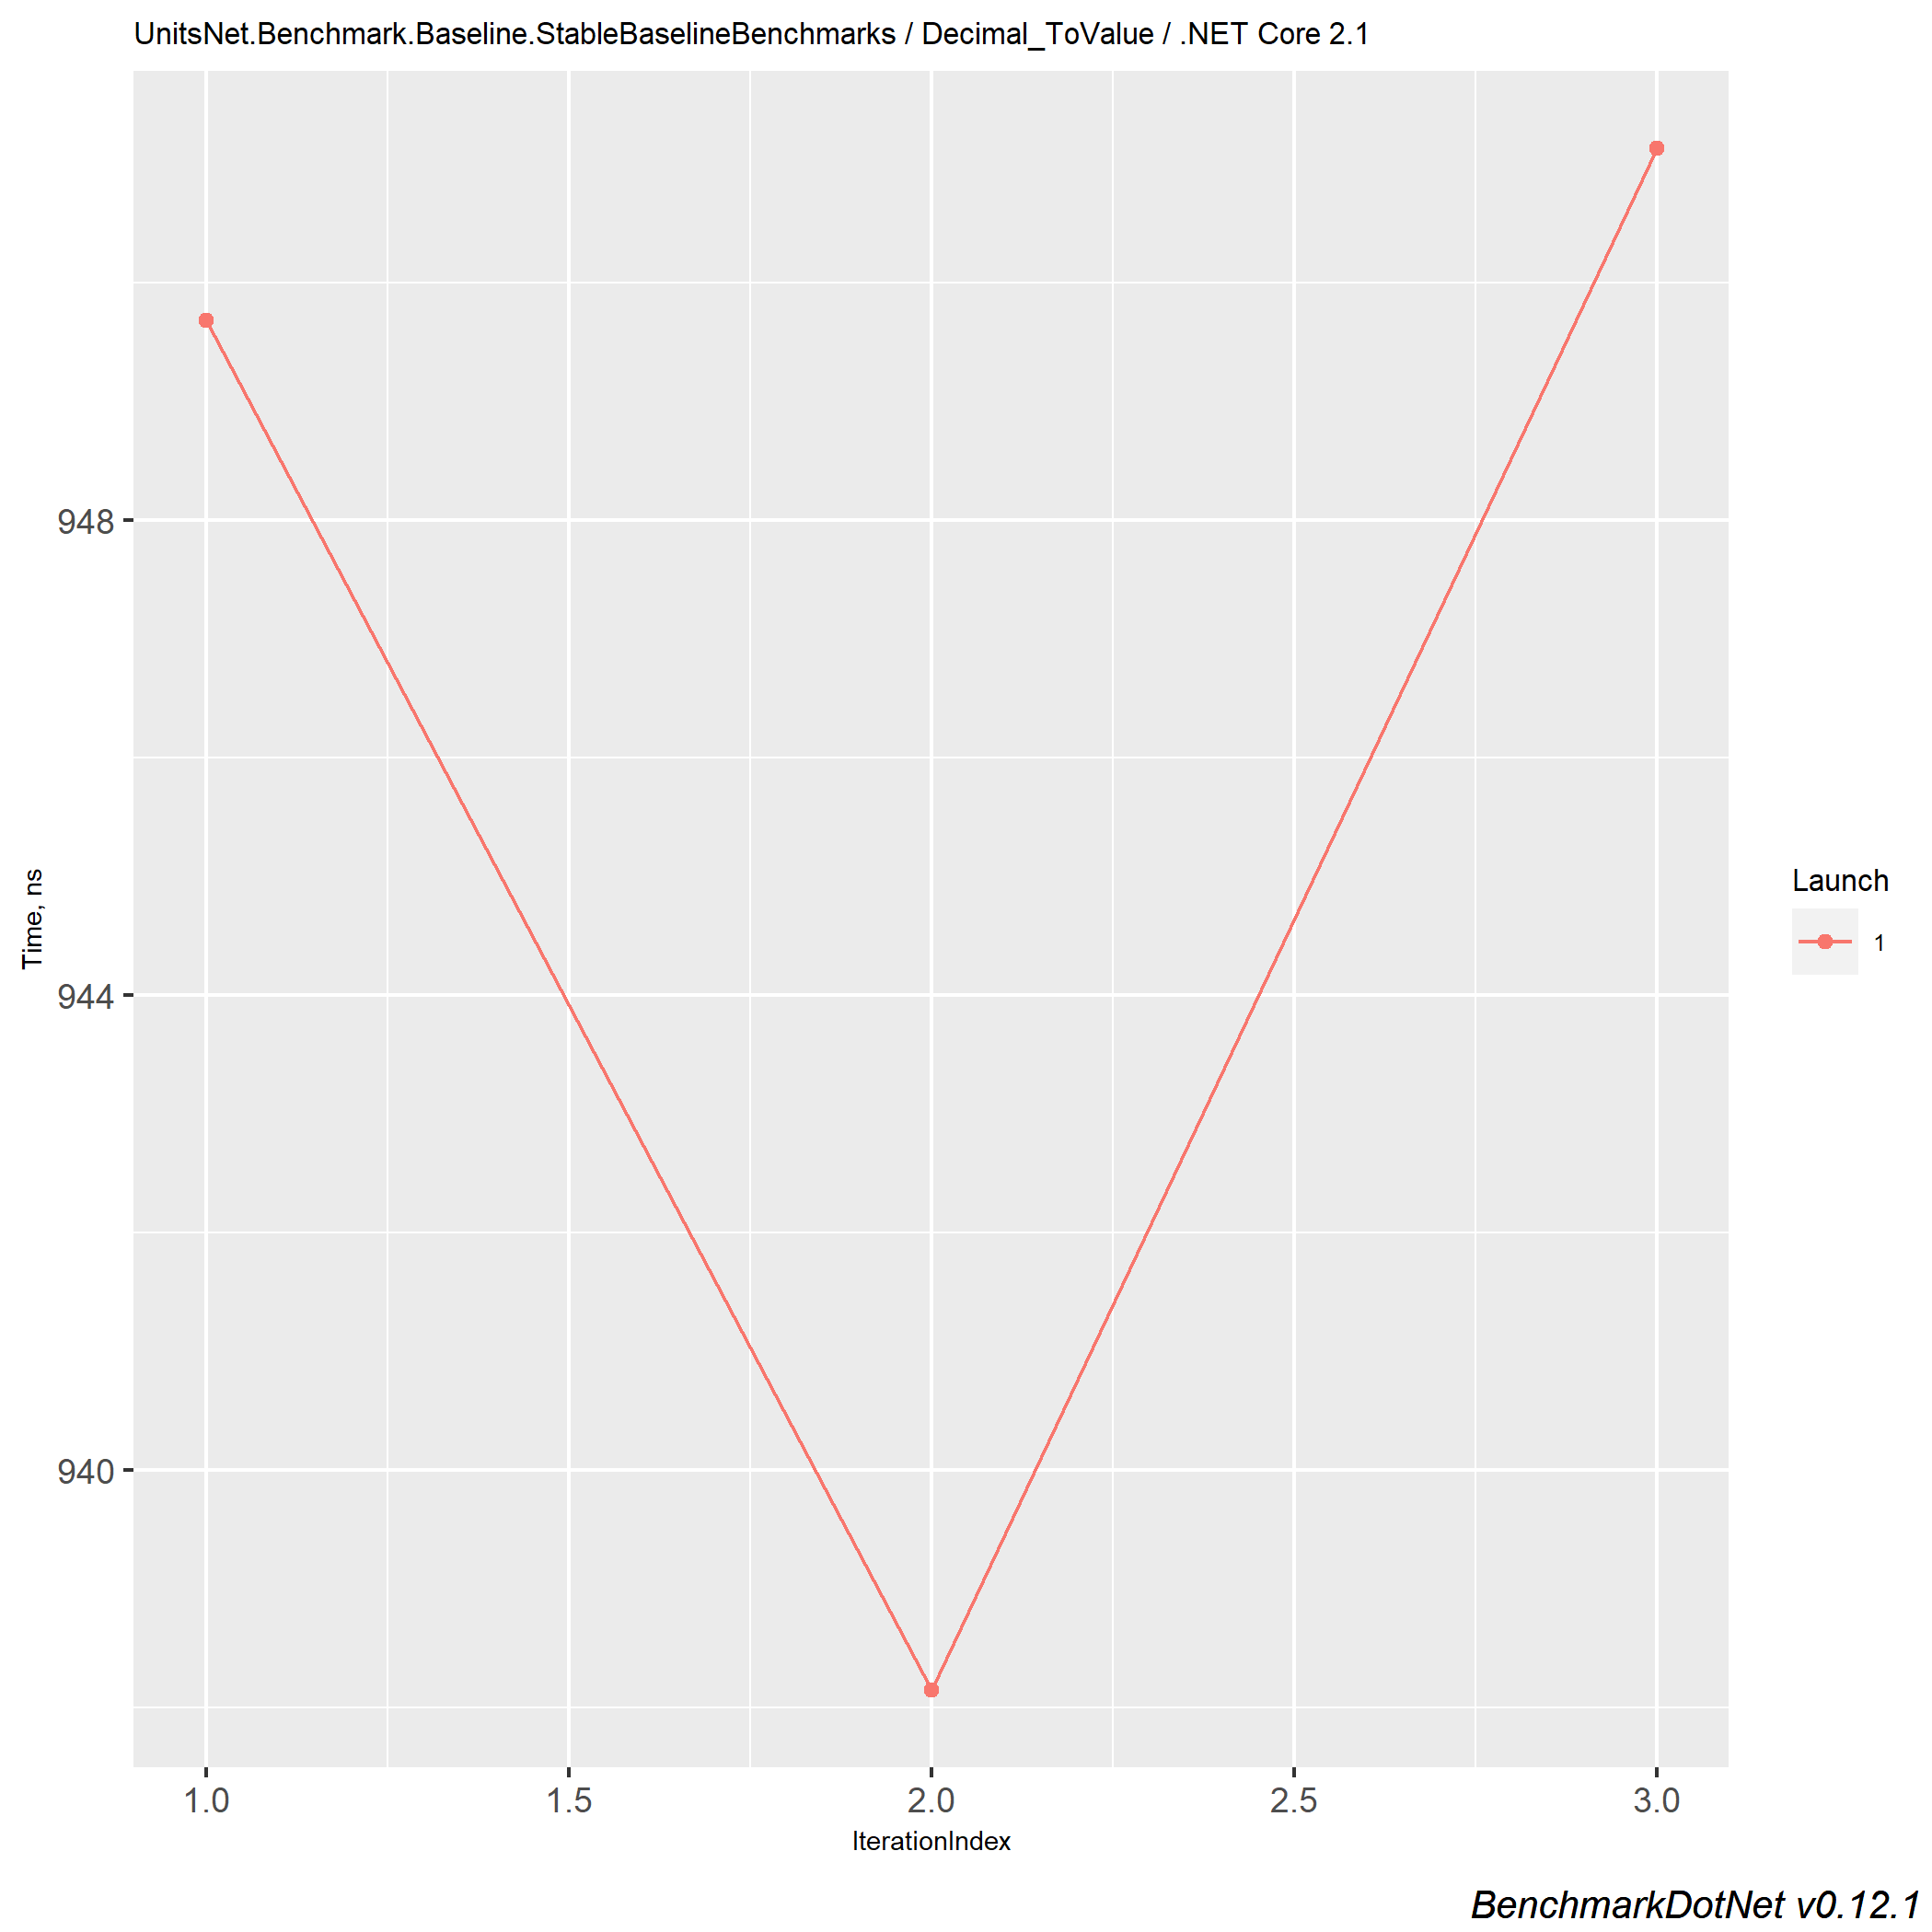 UnitsNet.Benchmark.Baseline.StableBaselineBenchmarks / Decimal_ToValue / .NET Core 2.1
948
944
940
Time, ns
1.0 1.5 2.0 2.5 3.0
IterationIndex
Launch
1
BenchmarkDotNet v0.12.1